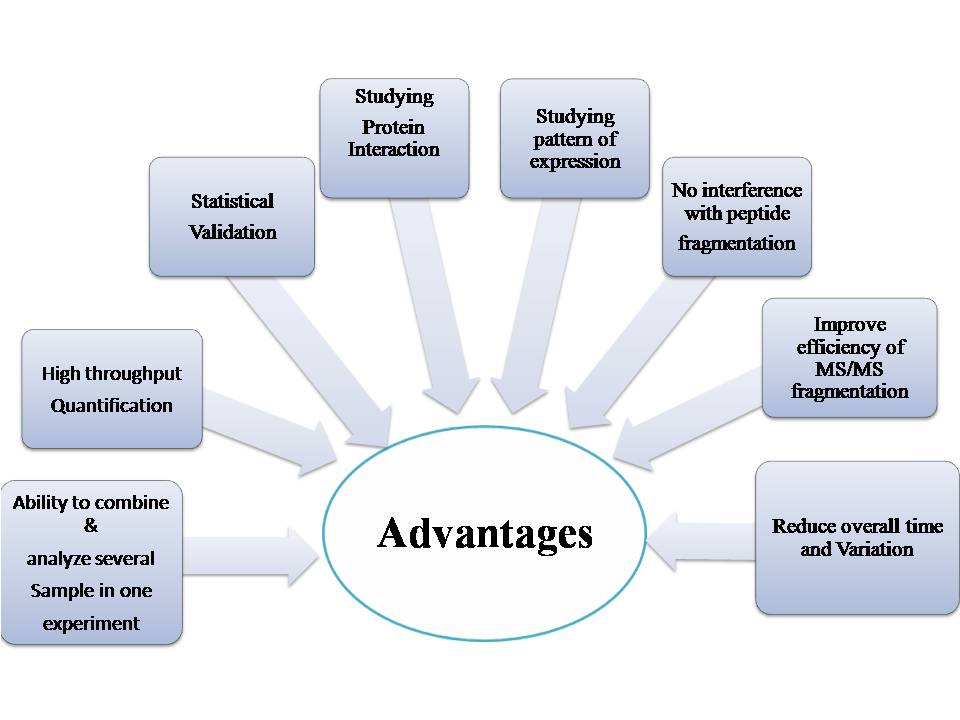 Studying
Protein
Interaction
Studying
pattern of
expression
Statistical
Validation
No interference
with peptide
fragmentation
High throughput
Quantification
Improve
efficiency of
MS/MS
fragmentation
Ability to combine
&
analyze several
Sample in one
experiment
Advantages
Reduce overall time
and Variation